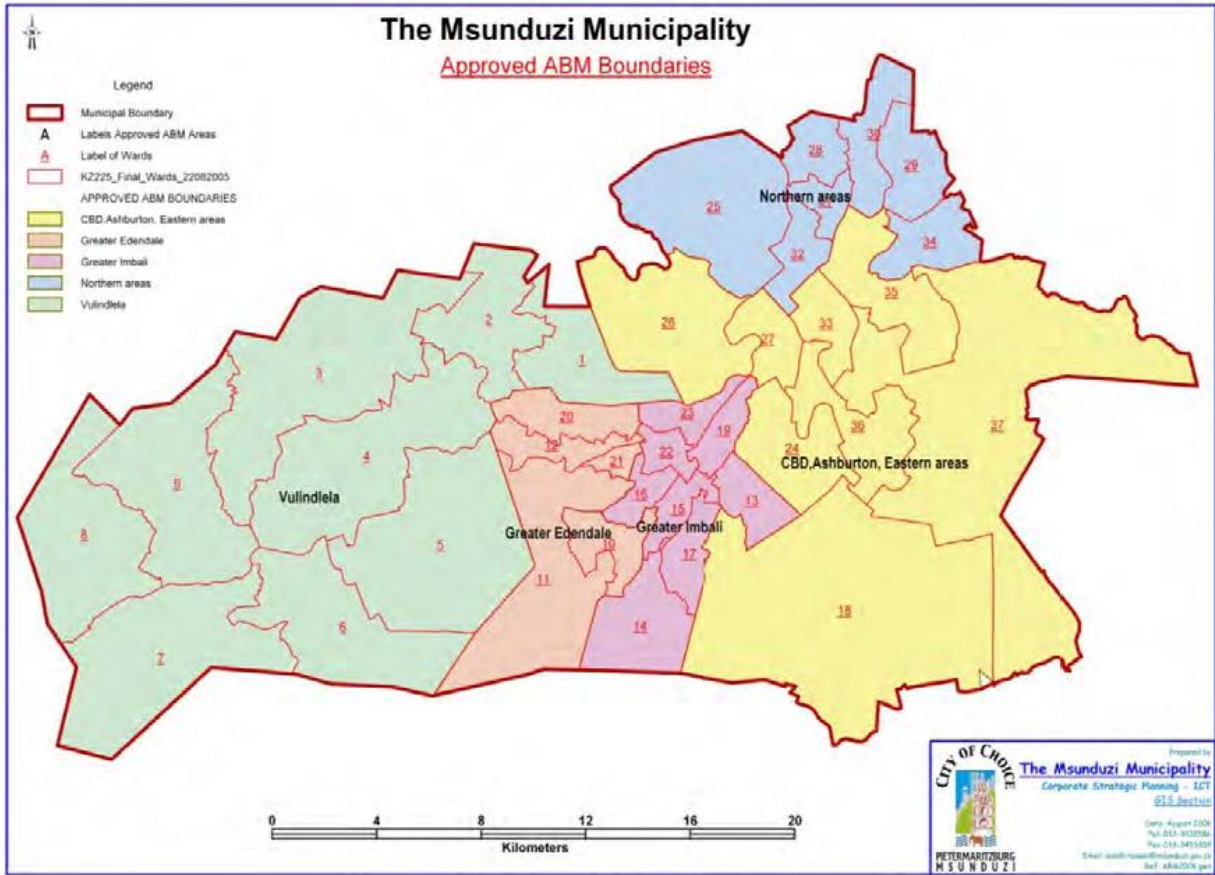 The Msunduzi Municipality
Approved ABM Boundaries
Legend
Municipal Boundary
A Labels Approved ABM Areas
A Label of Wards
KZ225_Final_Wards_22082005
APPROVED ABM BOUNDARIES
CBD,Ashburton, Eastern areas
Greater Edendale
Greater Imbali
Northern areas
Vulindlela
30
28
29
Northern areas
25
34
32
35
2
26
33
27
1
3
20
23
19
36
37
12
24
4
22
21
CBD,Ashburton, Eastern areas
9
Vulindlela
16
13
15
8
5
Greater Edendale
Greater Imbali
10
17
11
18
6
14
7
0 4 8 12 16 20
Kilometers
CITY OF CHOICE
PIETERMARITZBURG
MSUNDUZI
Prepared by
The Msunduzi Municipality
Corporate Strategic Planning - ICT
GIS Section
Date: August 2006